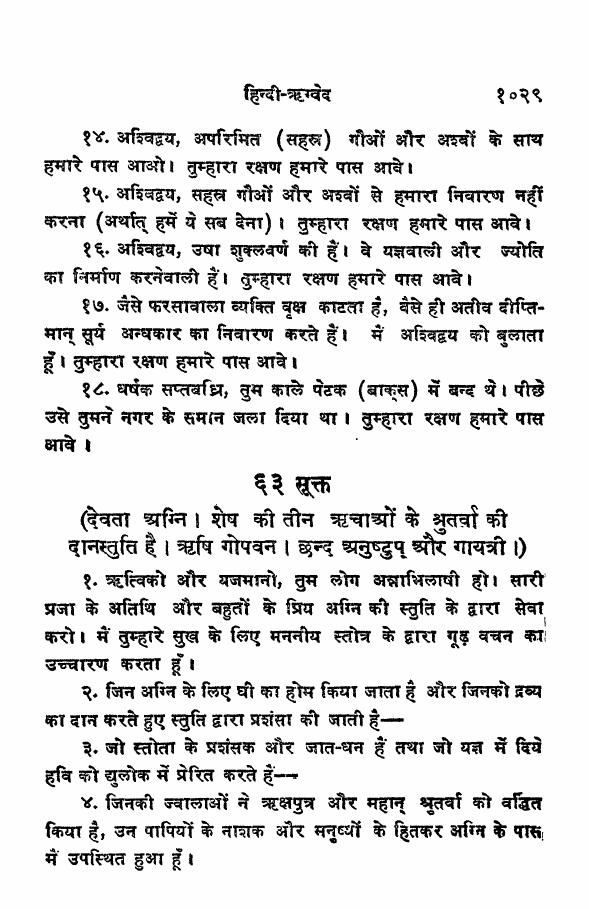 हिन्दी-ऋग्वेद १०२९
१४. अश्विद्वय, अपरिमित (सहस्र) गौओं और अश्वों के साथ
हमारे पास आओ। तुम्हारा रक्षण हमारे पास आवे।
१५. अश्विद्वय, सहस्र गौओं और अश्वों से हमारा निवारण नहीं
करना (अर्थात् हमें ये सब देना)। तुम्हारा रक्षण हमारे पास आवे।
१६. अश्विद्वय, उषा शुक्लवर्ण की हैं। वे यज्ञवाली और ज्योति
का निर्माण करनेवाली हैं। तुम्हारा रक्षण हमारे पास आवे।
१७. जैसे फरसावाला व्यक्ति वृक्ष काटता है, वैसे ही अतीव दीप्ति-
मान् सूर्य अन्धकार का निवारण करते हैं। मैं अश्विद्वय को बुलाता
हूँ। तुम्हारा रक्षण हमारे पास आवे।
१८. धर्षक सप्तवध्रि, तुम काले पेटक (बाक्स) में बन्द थे। पीछे
उसे तुमने नगर के समान जला दिया था। तुम्हारा रक्षण हमारे पास
आवे।
६३ सूक्त
(देवता अग्नि। शेष की तीन ऋचाओं के श्रुतर्वा की
दानस्तुति है। ऋषि गोपवन। छन्द अनुष्टुप् और गायत्री।)
१. ऋत्विको और यजमानो, तुम लोग अन्नाभिलाषी हो। सारी
प्रजा के अतिथि और बहुतों के प्रिय अग्नि की स्तुति के द्वारा सेवा
करो। मैं तुम्हारे सुख के लिए मननीय स्तोत्र के द्वारा गूढ़ वचन का
उच्चारण करता हूँ।
२. जिन अग्नि के लिए घी का होम किया जाता है और जिनको द्रव्य
का दान करते हुए स्तुति द्वारा प्रशंसा की जाती है—
३. जो स्तोता के प्रशंसक और जात-धन हैं तथा जो यज्ञ में दिये
हवि को द्युलोक में प्रेरित करते हैं—
४. जिनकी ज्वालाओं ने ऋक्षपुत्र और महान् श्रुतर्वा को वर्द्धित
किया है, उन पापियों के नाशक और मनुष्यों के हितकर अग्नि के पास
मैं उपस्थित हुआ हूँ।